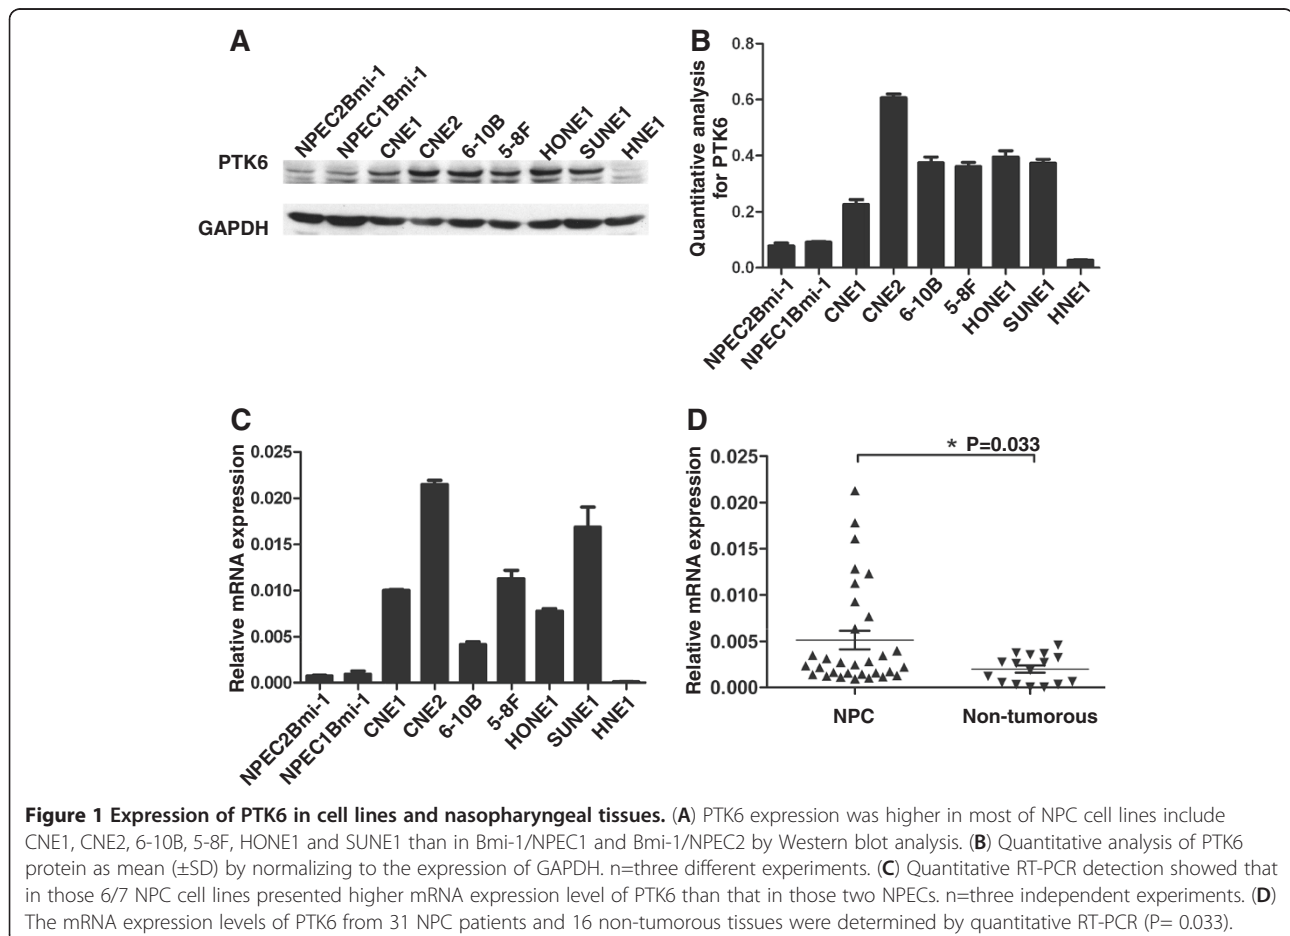 A
NPEC2Bmi-1
NPEC1Bmi-1
CNE1
CNE2
6-10B
5-8F
HONE1
SUNE1
HNE1
PTK6
GAPDH
B
Quantitative analysis
for PTK6
0.8
0.6
0.4
0.2
0.0
NPEC2Bmi-1
NPEC1Bmi-1
CNE1
CNE2
6-10B
5-8F
HONE1
SUNE1
HNE1
C
Relative mRNA expression
0.025
0.020
0.015
0.010
0.005
0.000
NPEC2Bmi-1
NPEC1Bmi-1
CNE1
CNE2
6-10B
5-8F
HONE1
SUNE1
HNE1
D
* P=0.033
Relative mRNA expression
0.025
0.020
0.015
0.010
0.005
0.000
NPC
Non-tumorous
Figure 1 Expression of PTK6 in cell lines and nasopharyngeal tissues. (A) PTK6 expression was higher in most of NPC cell lines include
CNE1, CNE2, 6-10B, 5-8F, HONE1 and SUNE1 than in Bmi-1/NPEC1 and Bmi-1/NPEC2 by Western blot analysis. (B) Quantitative analysis of PTK6
protein as mean (±SD) by normalizing to the expression of GAPDH. n=three different experiments. (C) Quantitative RT-PCR detection showed that
in those 6/7 NPC cell lines presented higher mRNA expression level of PTK6 than that in those two NPECs. n=three independent experiments. (D)
The mRNA expression levels of PTK6 from 31 NPC patients and 16 non-tumorous tissues were determined by quantitative RT-PCR (P= 0.033).